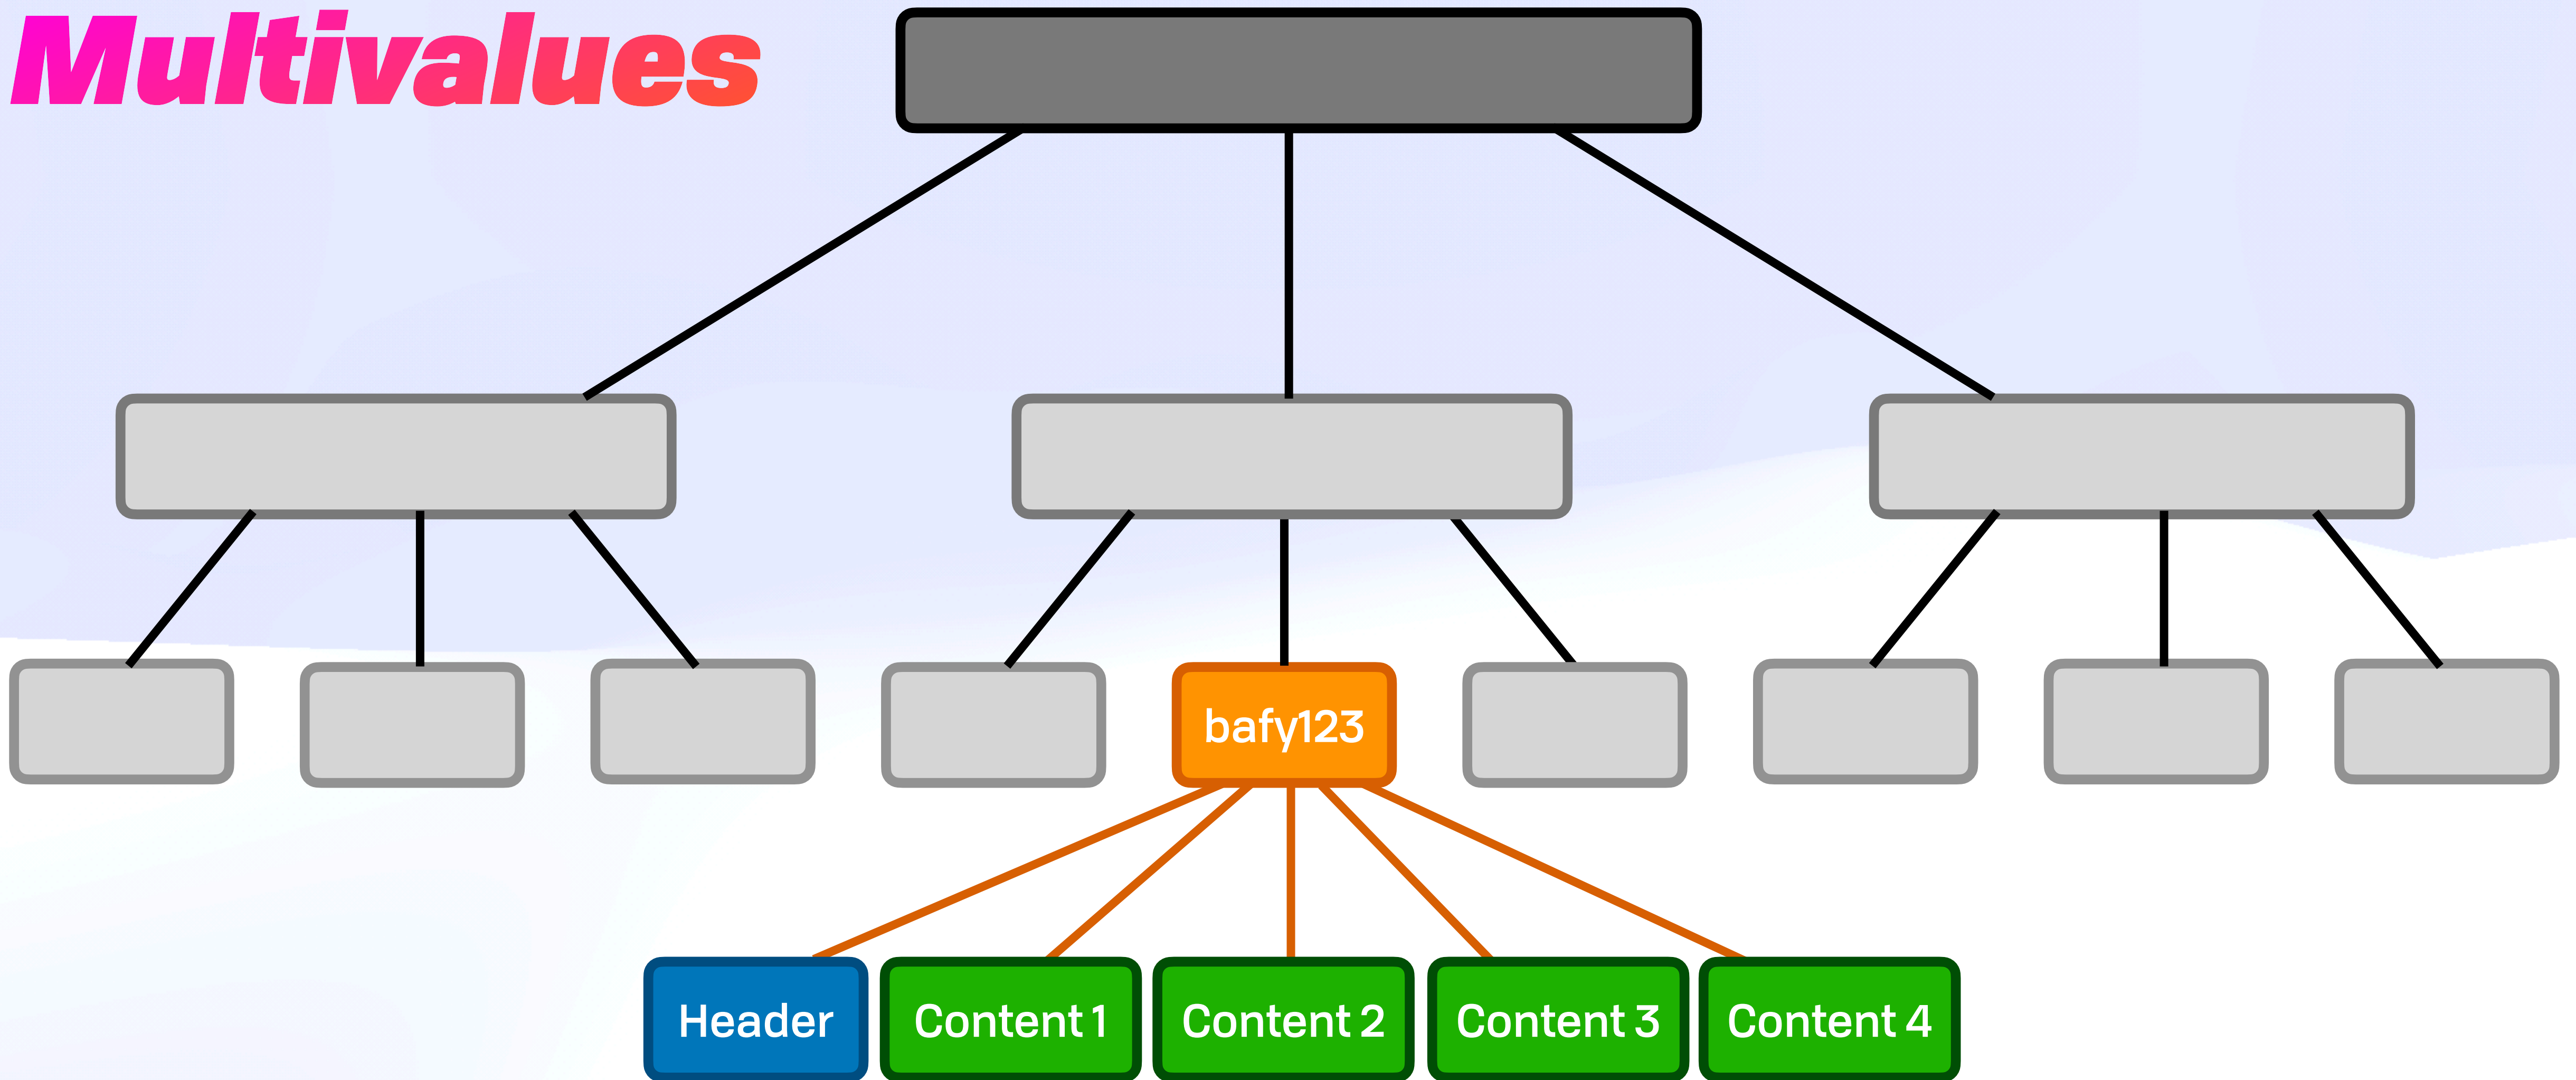 Multivalues
bafy123
Header
Content 1
Content 2
Content 3
Content 4